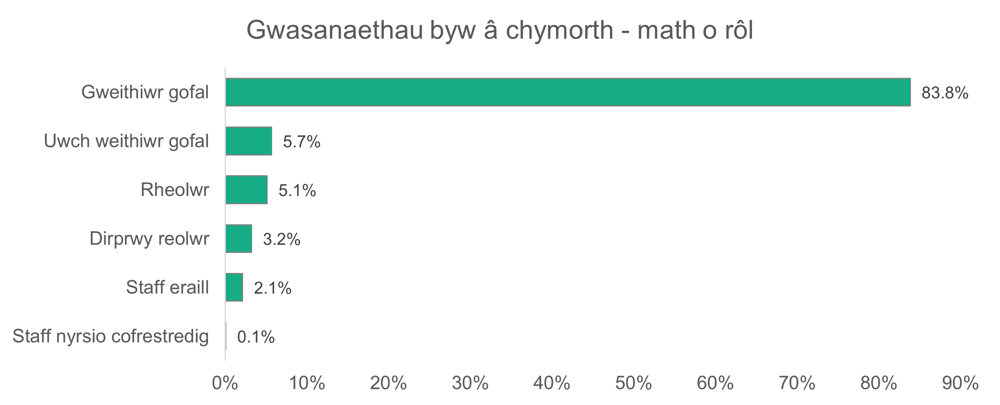 Gwasanaethau byw â chymorth - math o rôl
Gweithiwr gofal
83.8%
Uwch weithiwr gofal
5.7%
Rheolwr
5.1%
Dirprwy reolwr
3.2%
Staff eraill
2.1%
Staff nyrsio cofrestredig
0.1%
0% 10% 20% 30% 40% 50% 60% 70% 80% 90%